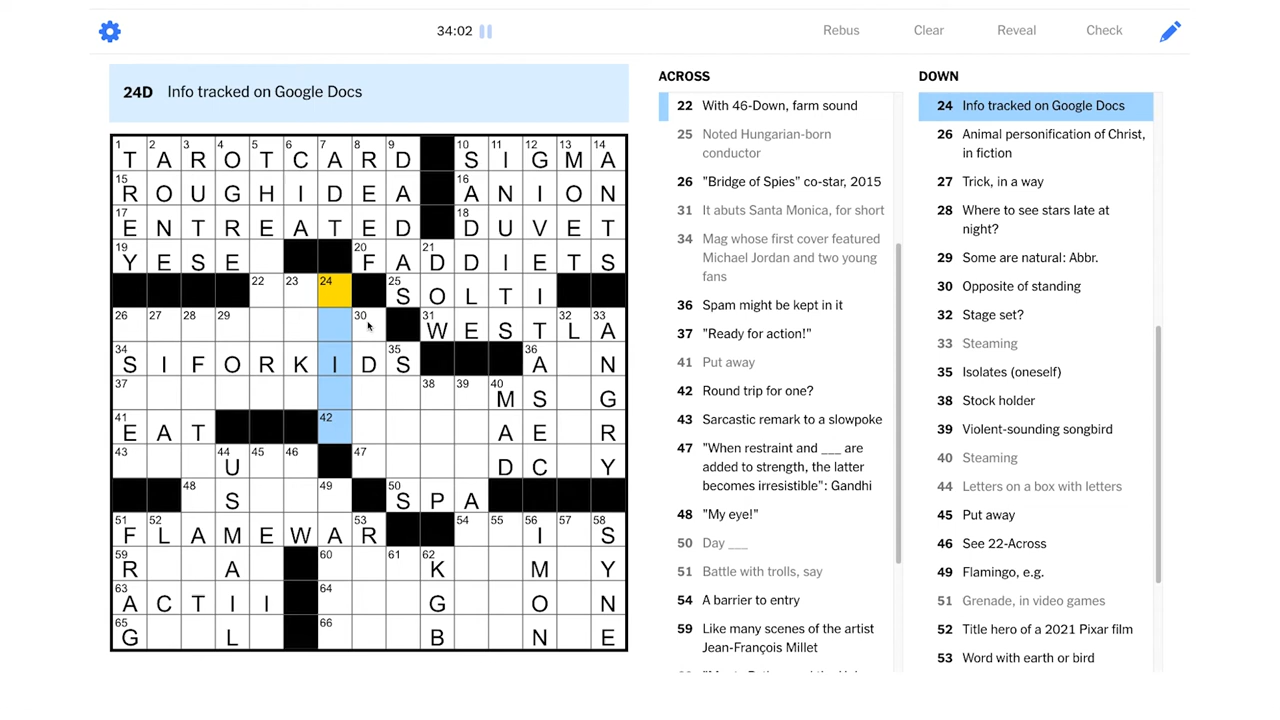 34:02
Rebus Clear Reveal Check
24D Info tracked on Google Docs
ACROSS
22 With 46-Down, farm sound
25 Noted Hungarian-born
conductor
26 "Bridge of Spies" co-star, 2015
31 It abuts Santa Monica, for short
34 Mag whose first cover featured
Michael Jordan and two young
fans
36 Spam might be kept in it
37 "Ready for action!"
41 Put away
42 Round trip for one?
43 Sarcastic remark to a slowpoke
47 "When restraint and ___ are
added to strength, the latter
becomes irresistible": Gandhi
48 "My eye!"
50 Day ___
51 Battle with trolls, say
54 A barrier to entry
59 Like many scenes of the artist
Jean-François Millet
DOWN
24 Info tracked on Google Docs
26 Animal personification of Christ,
in fiction
27 Trick, in a way
28 Where to see stars late at
night?
29 Some are natural: Abbr.
30 Opposite of standing
32 Stage set?
33 Steaming
35 Isolates (oneself)
38 Stock holder
39 Violent-sounding songbird
40 Steaming
44 Letters on a box with letters
45 Put away
46 See 22-Across
49 Flamingo, e.g.
51 Grenade, in video games
52 Title hero of a 2021 Pixar film
53 Word with earth or bird
1 2 3 4 5 6 7 8 9 10 11 12 13 14
T A R O T C A R D S I G M A
15 16
R O U G H I D E A A N I O N
17 18
E N T R E A T E D D U V E T
19 20 21
Y E S E F A D D I E T S
22 23 24 25
S O L T I
26 27 28 29 30 31 32 33
W E S T L A
34 35 36
S I F O R K I D S A N
37 38 39 40
M S G
41 42
E A T A E R
43 44 45 46 47
U D C Y
48 49 50
S S P A
51 52 53 54 55 56 57 58
F L A M E W A R I S
59 60 61 62
R A K M Y
63 64
A C T I I G O N
65 66
G L B N E